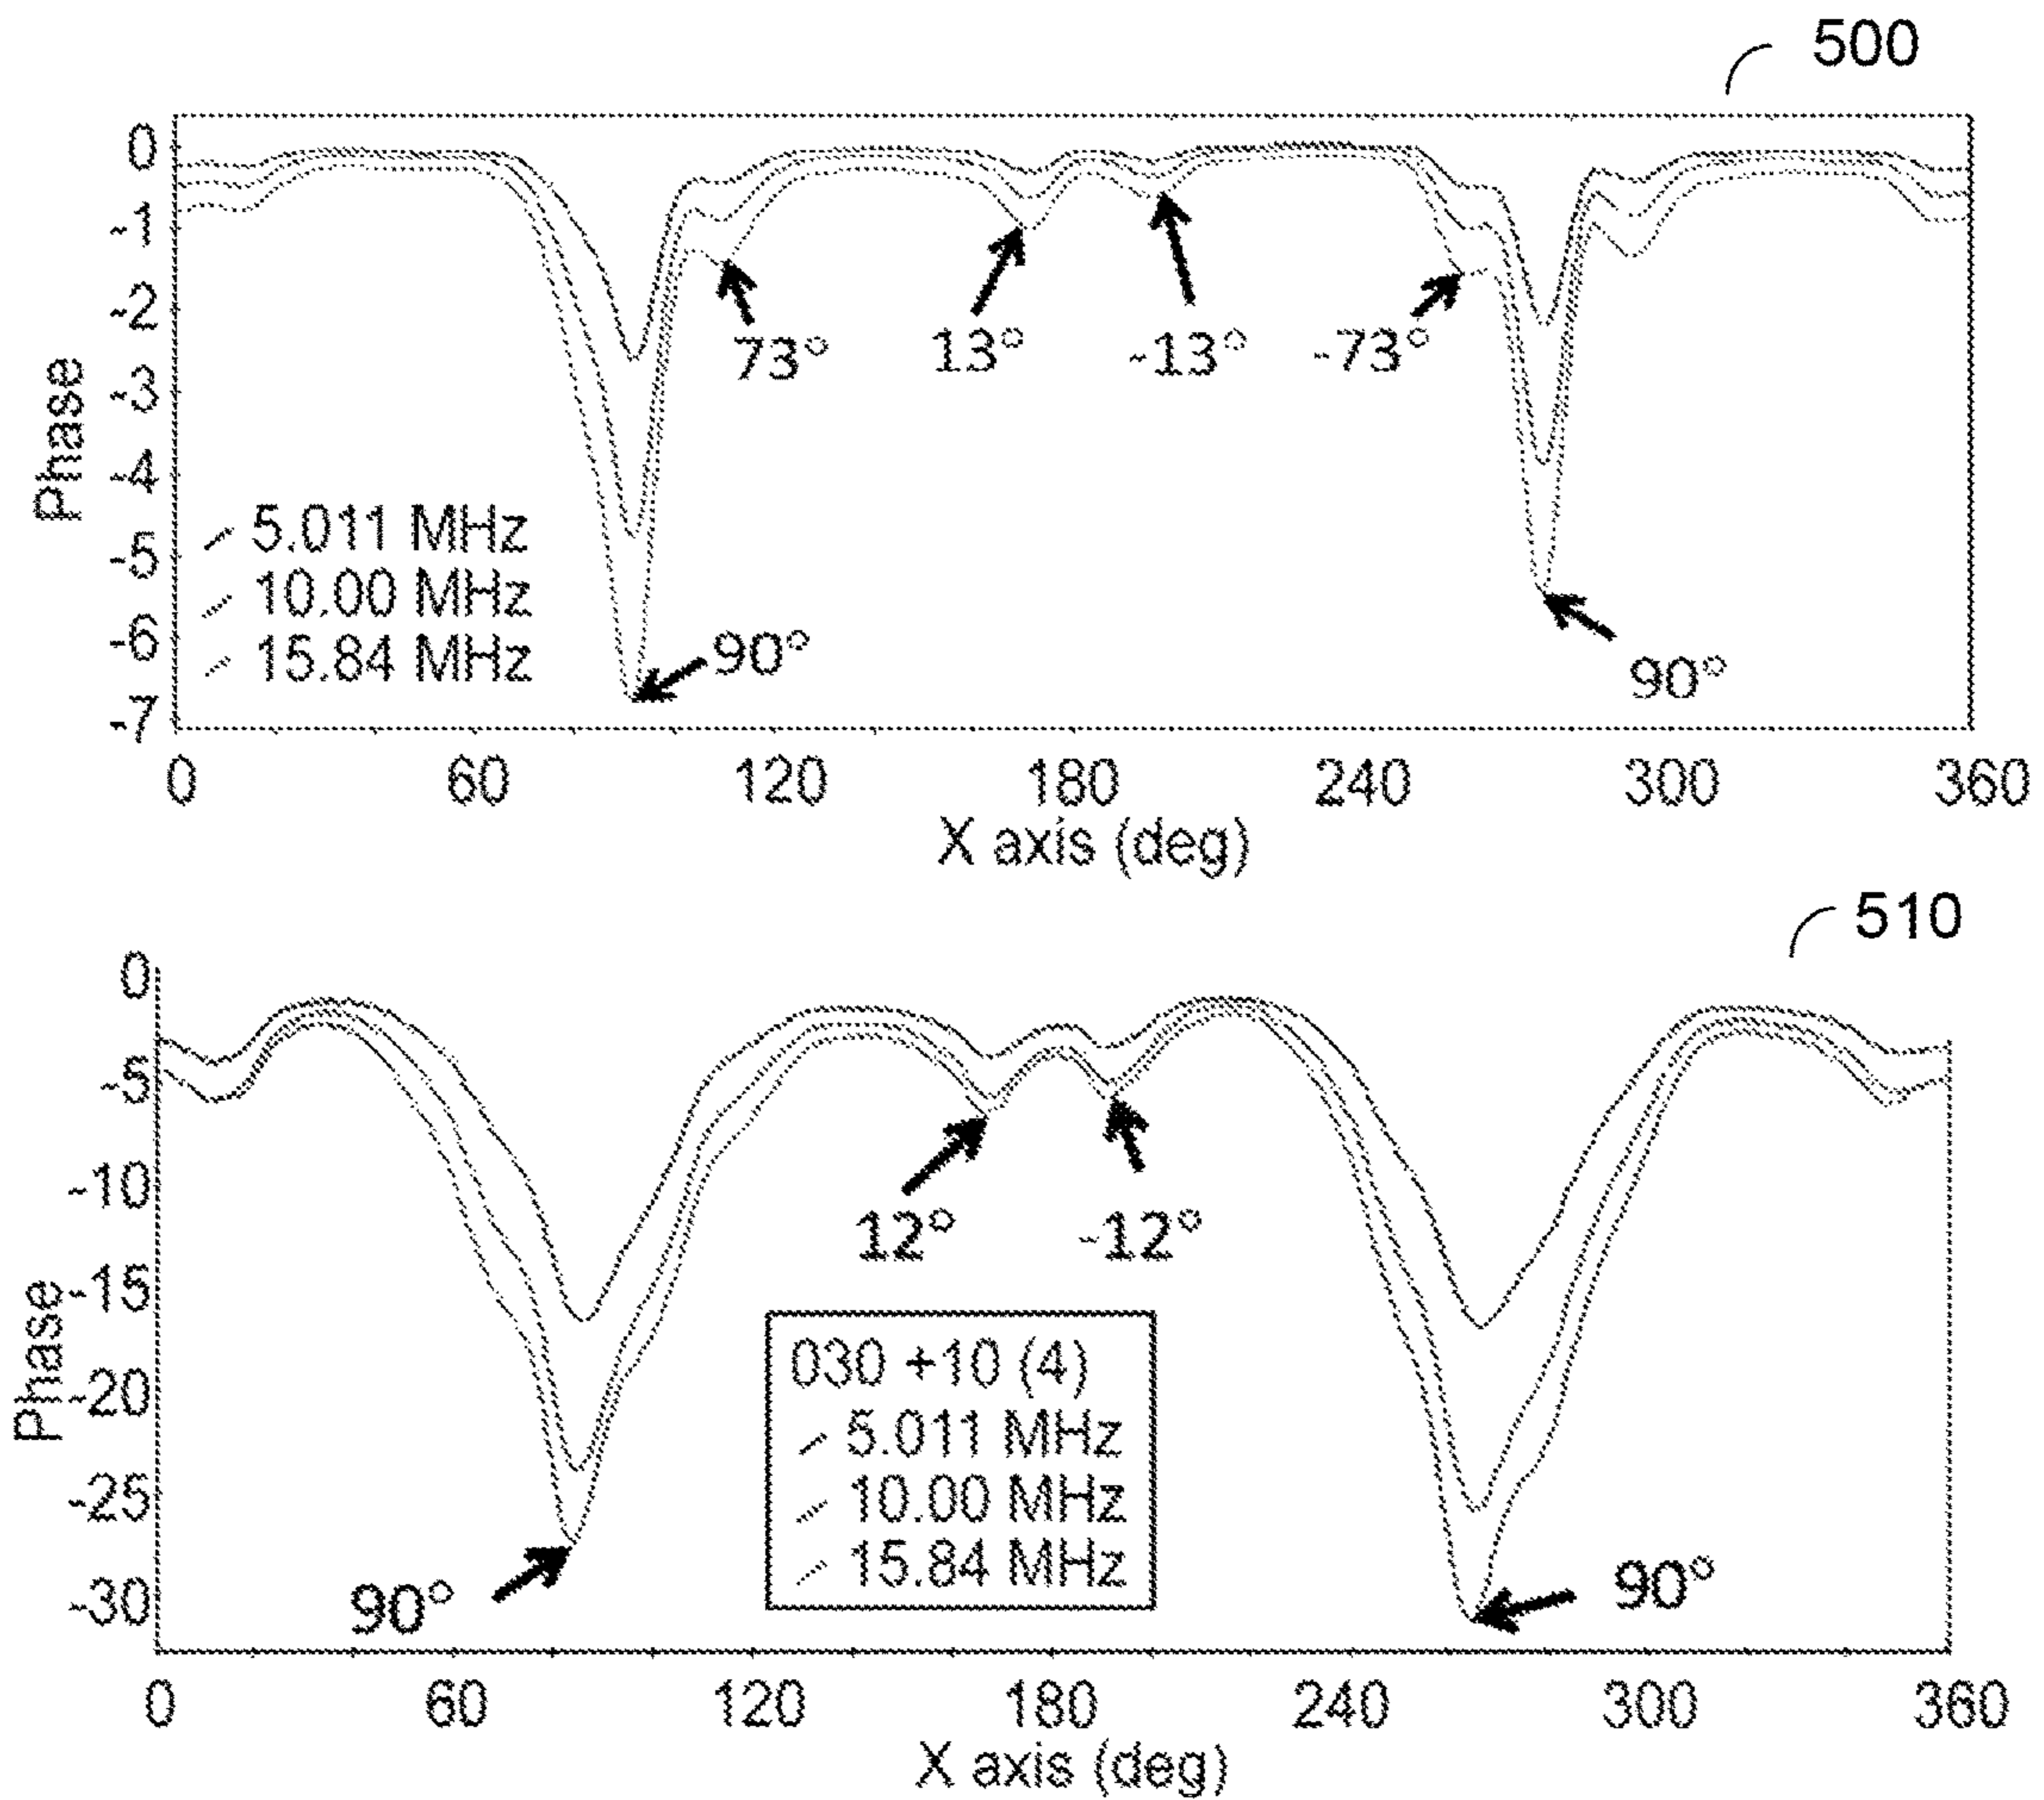 500
0
-1
-2
-3
-4
-5
-6
-7
Phase
73°
13°
-13°
-73°
5.011 MHz
10.00 MHz
15.84 MHz
90°
90°
0 60 120 180 240 300 360
X axis (deg)
510
0
-5
-10
-15
-20
-25
-30
Phase
12°
-12°
030 +10 (4)
5.011 MHz
10.00 MHz
15.84 MHz
90°
90°
0 60 120 180 240 300 360
X axis (deg)